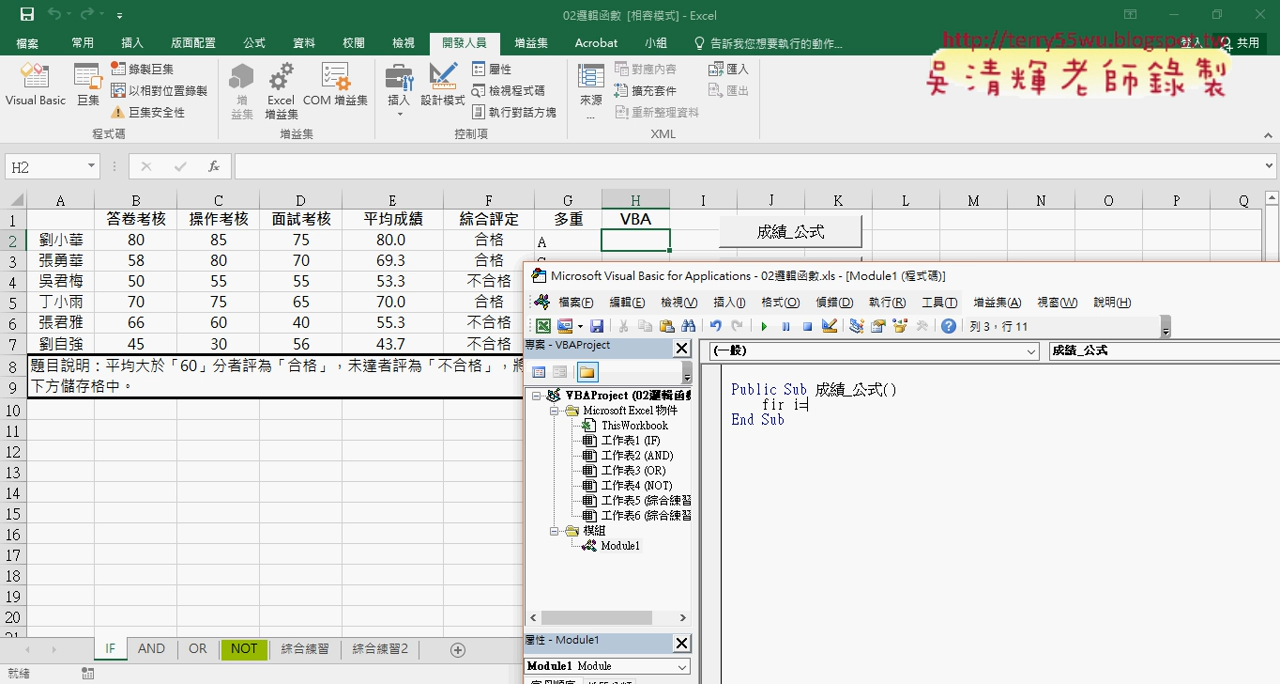 02邏輯函數 [相容模式] - Excel
檔案 常用 插入 版面配置 公式 資料 校閱 檢視 開發人員 增益集 Acrobat 小組 告訴我您想要執行的動作... 登入 共用
http://terry55wu.blogspot.tw
吳清輝老師錄製
Visual Basic 巨集 錄製巨集 以相對位置錄製 巨集安全性 程式碼
增益集 Excel 增益集 COM 增益集 增益集
插入 設計模式 屬性 檢視程式碼 執行對話方塊 控制項
來源... 對應內容 擴充套件 重新整理資料 匯入 匯出 XML
H2 fx
A B C D E F G H I J K L M N O P Q
1 答卷考核 操作考核 面試考核 平均成績 綜合評定 多重 VBA
2 劉小華 80 85 75 80.0 合格 A
成績_公式
3 張勇華 58 80 70 69.3 合格
4 吳君梅 50 55 55 53.3 不合格
5 丁小雨 70 75 65 70.0 合格
6 張君雅 66 60 40 55.3 不合格
7 劉自強 45 30 56 43.7 不合格
8 題目說明：平均大於「60」分者評為「合格」，未達者評為「不合格」，將
9 下方儲存格中。
10
11
12
13
14
15
16
17
18
19
20
IF AND OR NOT 綜合練習 綜合練習2
就緒
Microsoft Visual Basic for Applications - 02邏輯函數.xls - [Module1 (程式碼)]
檔案(F) 編輯(E) 檢視(V) 插入(I) 格式(O) 偵錯(D) 執行(R) 工具(T) 增益集(A) 視窗(W) 說明(H)
列 3，行 11
專案 - VBAProject
(一般) 成績_公式
VBAProject (02邏輯函數
Microsoft Excel 物件
ThisWorkbook
工作表1 (IF)
工作表2 (AND)
工作表3 (OR)
工作表4 (NOT)
工作表5 (綜合練習
工作表6 (綜合練習
模組
Module1
Public Sub 成績_公式()
fir i=
End Sub
屬性 - Module1
Module1 Module